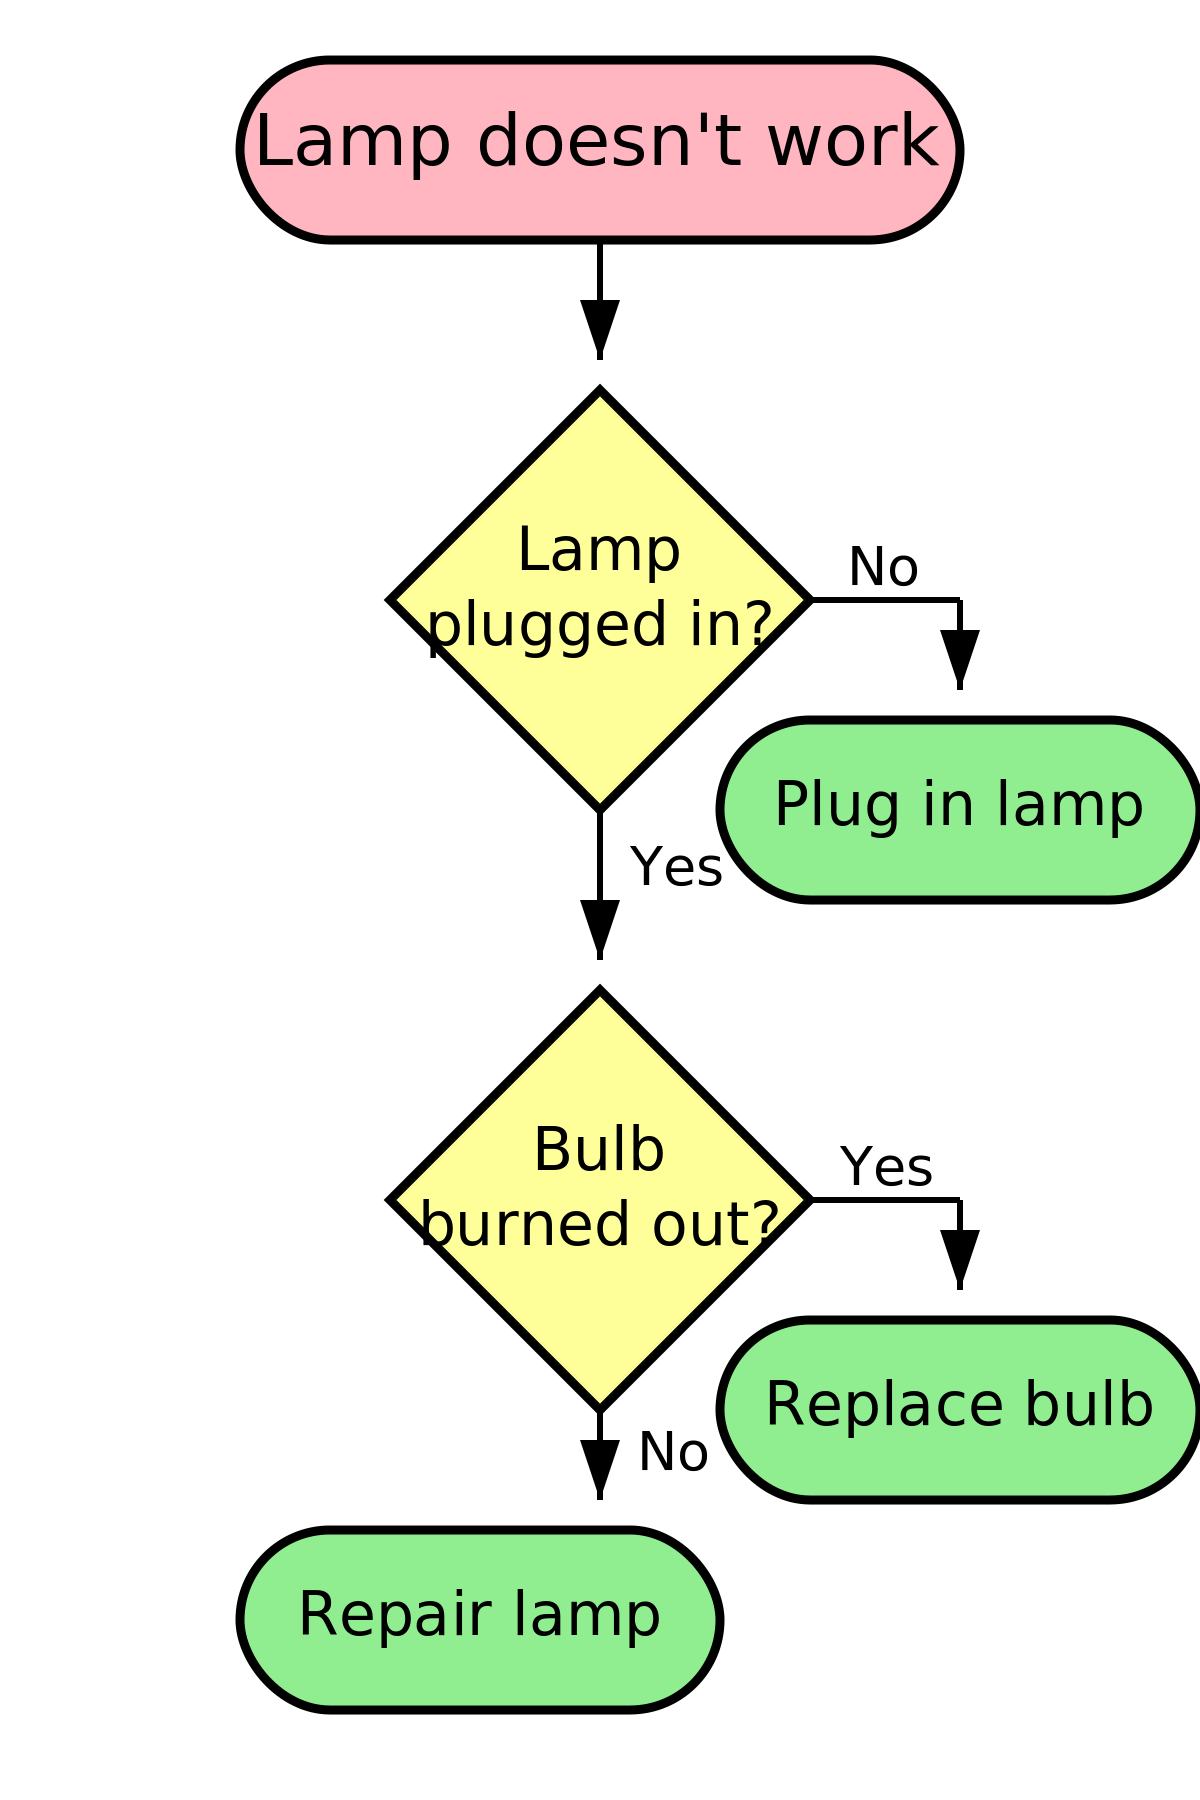 Lamp doesn't work
Lamp
plugged in?
No
Plug in lamp
Yes
Bulb
burned out?
Yes
Replace bulb
No
Repair lamp